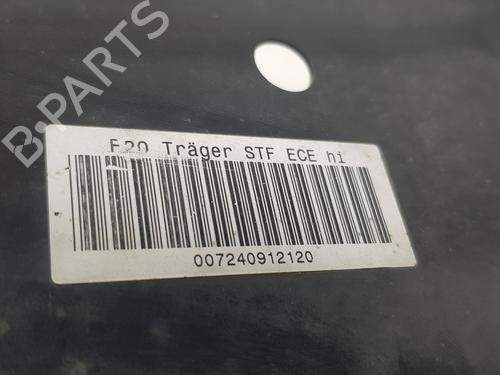 B-PARTS
F20 Träger STF ECE hi
007240912120